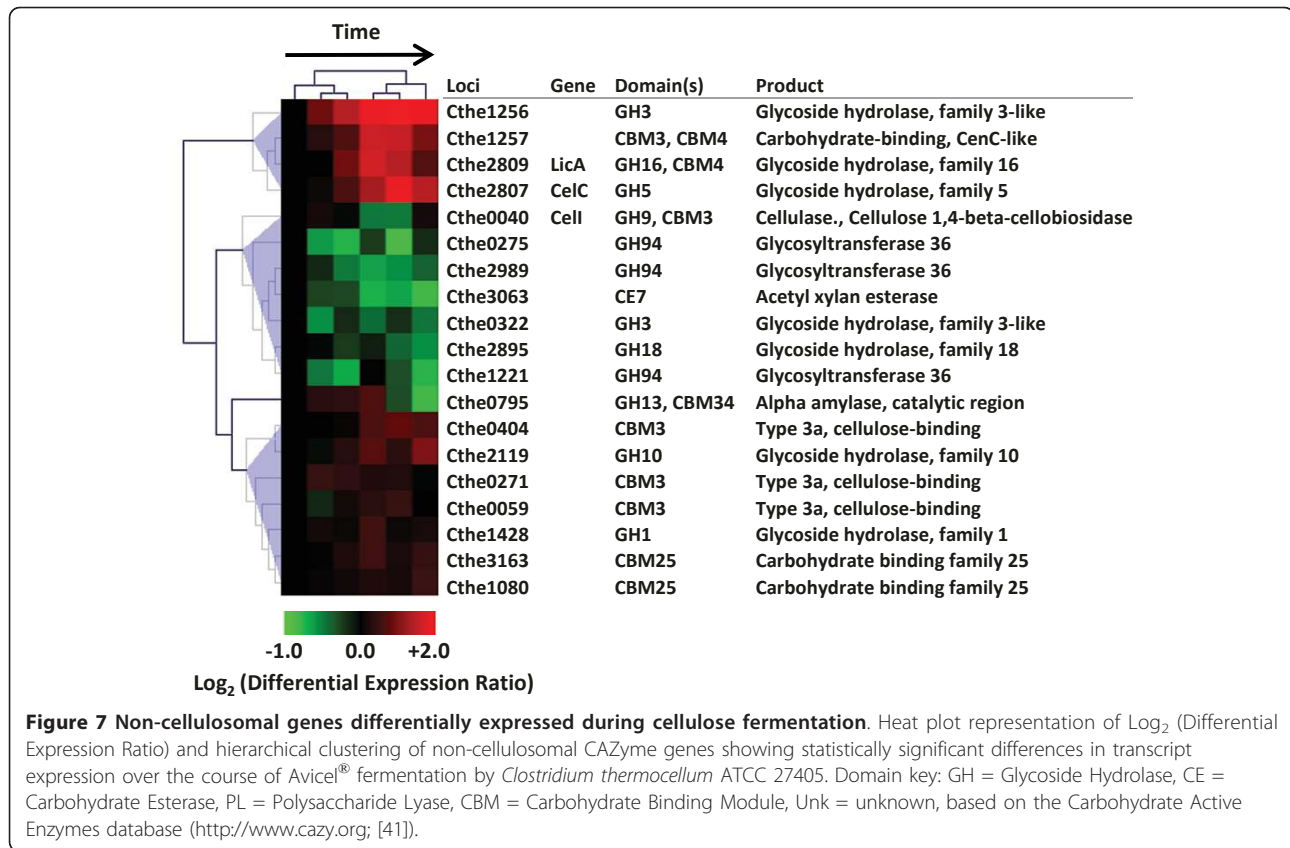 Time
Loci Gene Domain(s) Product
Cthe1256 GH3 Glycoside hydrolase, family 3-like
Cthe1257 CBM3, CBM4 Carbohydrate-binding, CenC-like
Cthe2809 LicA GH16, CBM4 Glycoside hydrolase, family 16
Cthe2807 CelC GH5 Glycoside hydrolase, family 5
Cthe0040 CelI GH9, CBM3 Cellulase., Cellulose 1,4-beta-cellobiosidase
Cthe0275 GH94 Glycosyltransferase 36
Cthe2989 GH94 Glycosyltransferase 36
Cthe3063 CE7 Acetyl xylan esterase
Cthe0322 GH3 Glycoside hydrolase, family 3-like
Cthe2895 GH18 Glycoside hydrolase, family 18
Cthe1221 GH94 Glycosyltransferase 36
Cthe0795 GH13, CBM34 Alpha amylase, catalytic region
Cthe0404 CBM3 Type 3a, cellulose-binding
Cthe2119 GH10 Glycoside hydrolase, family 10
Cthe0271 CBM3 Type 3a, cellulose-binding
Cthe0059 CBM3 Type 3a, cellulose-binding
Cthe1428 GH1 Glycoside hydrolase, family 1
Cthe3163 CBM25 Carbohydrate binding family 25
Cthe1080 CBM25 Carbohydrate binding family 25
-1.0 0.0 +2.0
Log₂ (Differential Expression Ratio)
Figure 7 Non-cellulosomal genes differentially expressed during cellulose fermentation. Heat plot representation of Log₂ (Differential
Expression Ratio) and hierarchical clustering of non-cellulosomal CAZyme genes showing statistically significant differences in transcript
expression over the course of Avicel® fermentation by Clostridium thermocellum ATCC 27405. Domain key: GH = Glycoside Hydrolase, CE =
Carbohydrate Esterase, PL = Polysaccharide Lyase, CBM = Carbohydrate Binding Module, Unk = unknown, based on the Carbohydrate Active
Enzymes database (http://www.cazy.org; [41]).